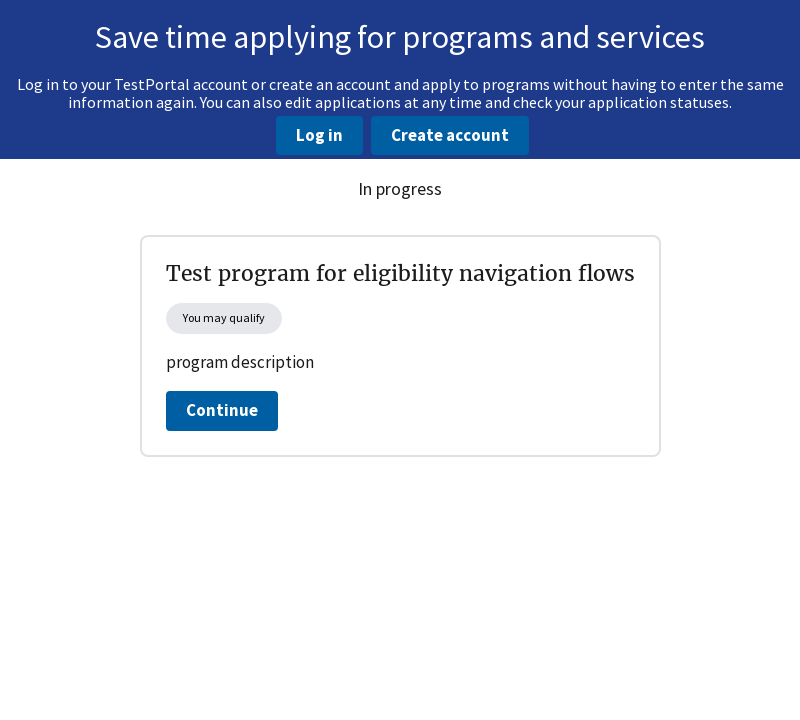 Save time applying for programs and services
Log in to your TestPortal account or create an account and apply to programs without having to enter the same
information again. You can also edit applications at any time and check your application statuses.
Log in Create account
In progress
Test program for eligibility navigation flows
You may qualify
program description
Continue